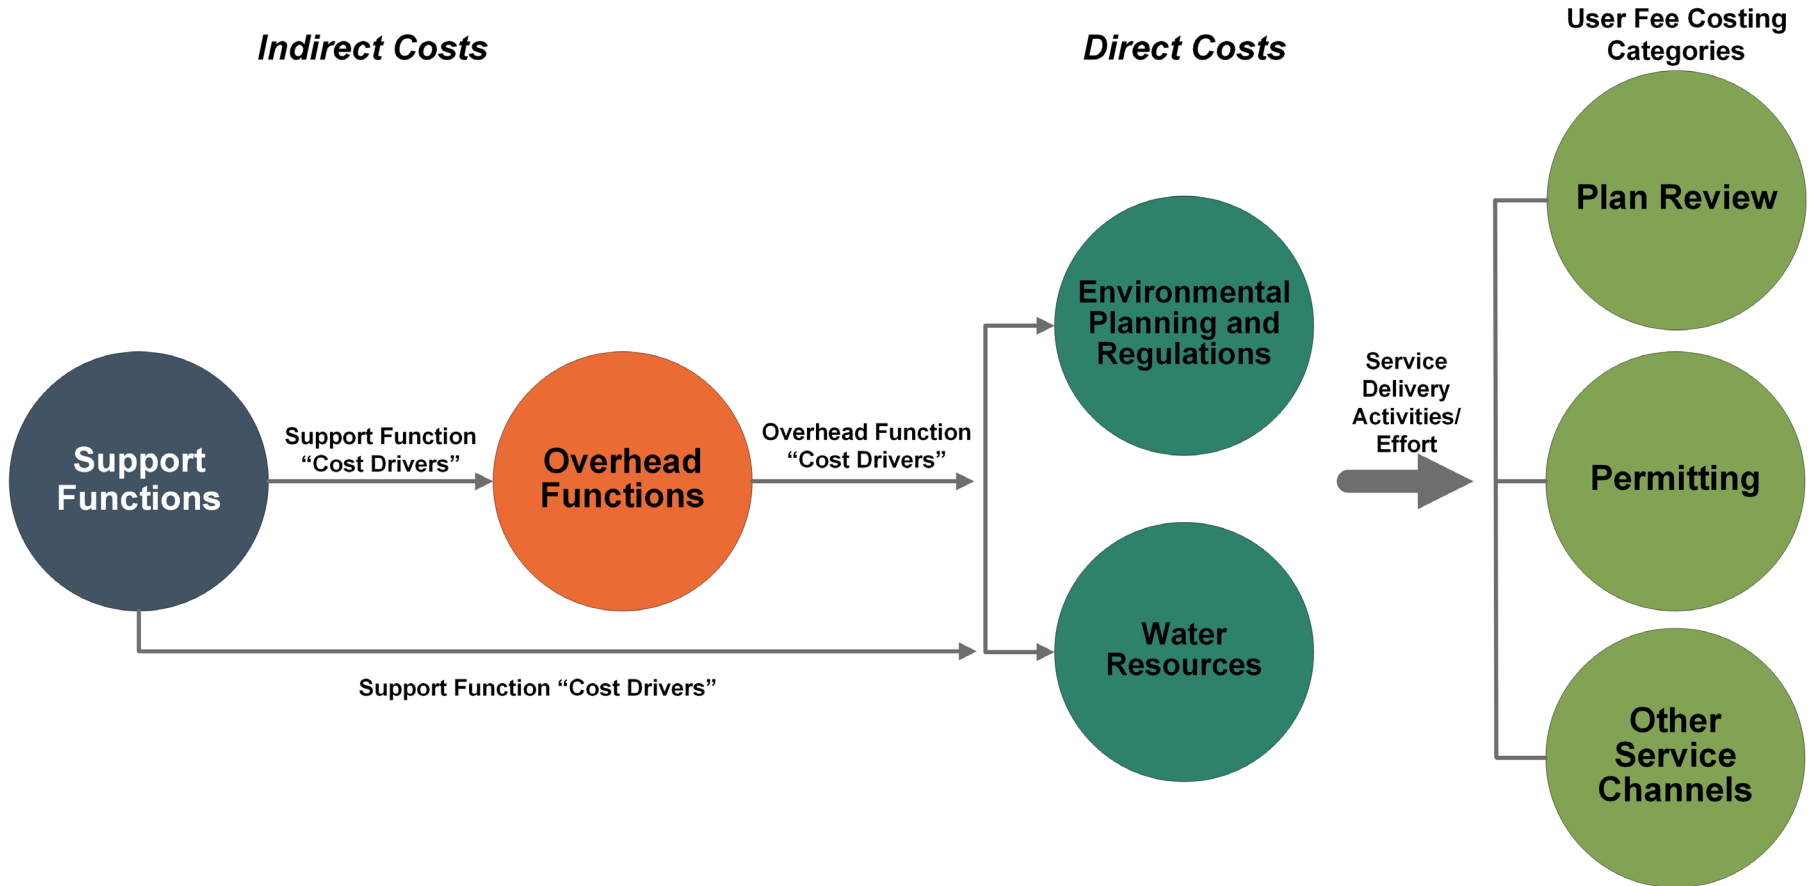 Indirect Costs
Direct Costs
User Fee Costing
Categories
Support
Functions
Support Function
“Cost Drivers”
Overhead
Functions
Overhead Function
“Cost Drivers”
Support Function “Cost Drivers”
Environmental
Planning and
Regulations
Water
Resources
Service
Delivery
Activities/
Effort
Plan Review
Permitting
Other
Service
Channels